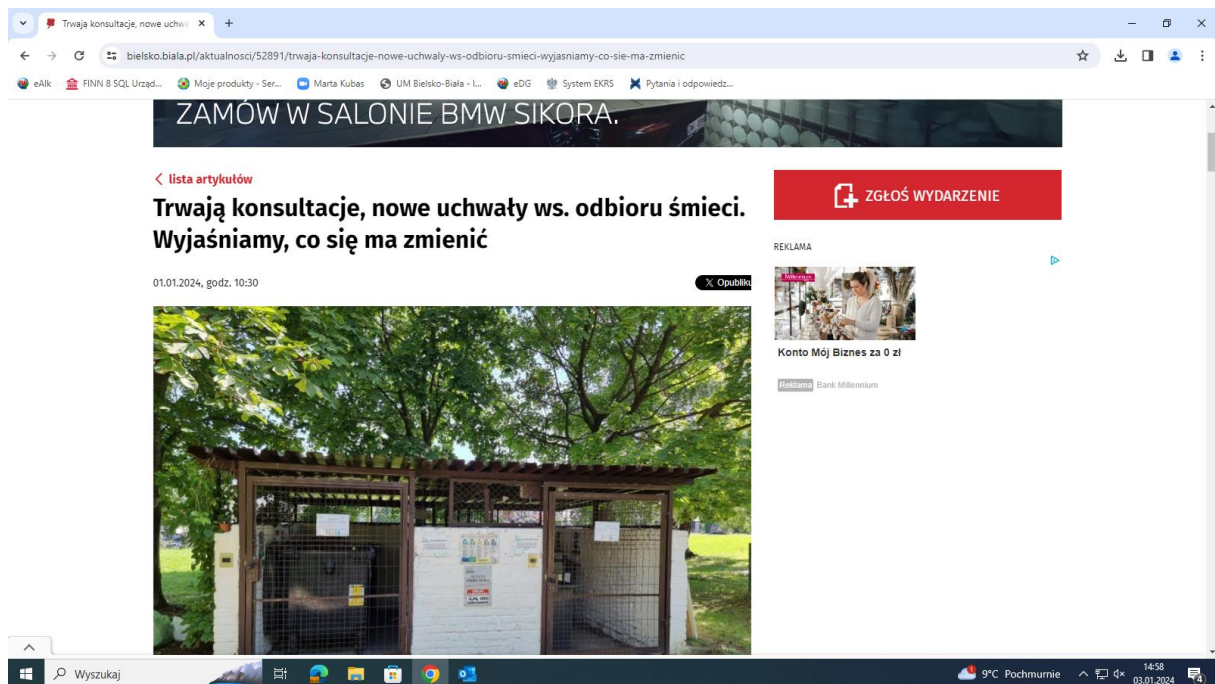 Trwają konsultacje, nowe uchw
bielsko.biala.pl/aktualnosci/52891/trwaja-konsultacje-nowe-uchwaly-ws-odbioru-smieci-wyjasniamy-co-sie-ma-zmienic
eAlk FINN 8 SQL Urząd... Moje produkty - Ser... Marta Kubas UM Bielsko-Biała - I... eDG System EKRS Pytania i odpowiedz...
ZAMÓW W SALONIE BMW SIKORA.
lista artykułów
Trwają konsultacje, nowe uchwały ws. odbioru śmieci.
Wyjaśniamy, co się ma zmienić
01.01.2024, godz. 10:30
X Opubliku
ZGŁOŚ WYDARZENIE
REKLAMA
Millennium
Konto Mój Biznes za 0 zł
Reklama Bank Millennium
Wyszukaj
9°C Pochmurnie
14:58
03.01.2024
4